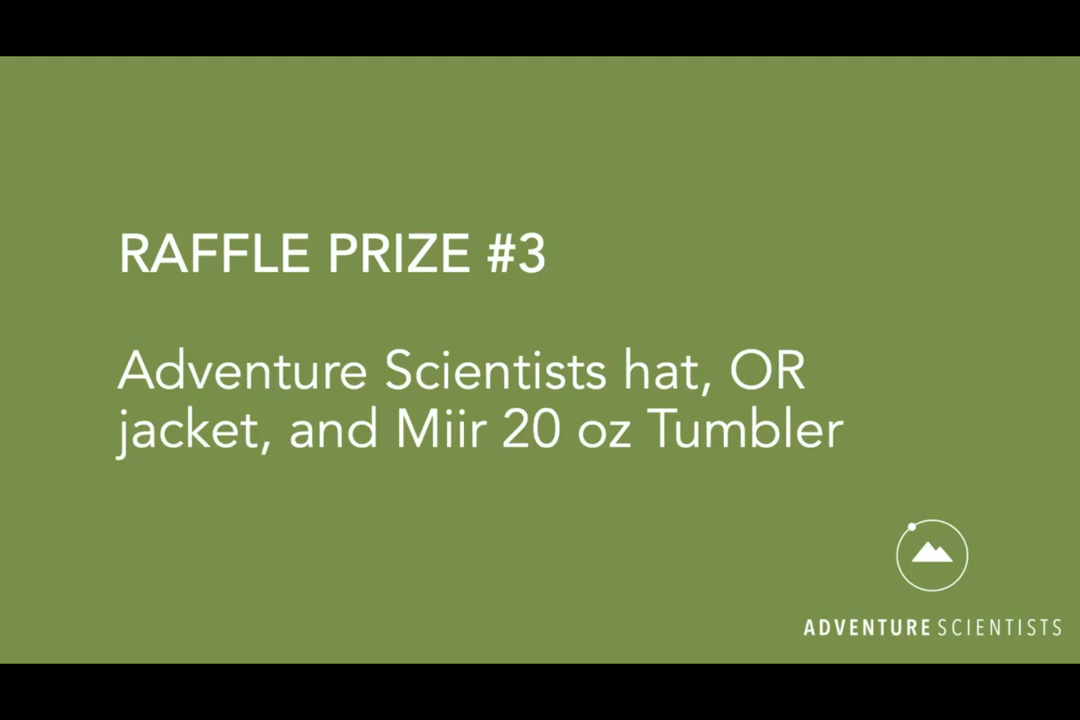 RAFFLE PRIZE #3
Adventure Scientists hat, OR
jacket, and Miir 20 oz Tumbler
ADVENTURE SCIENTISTS